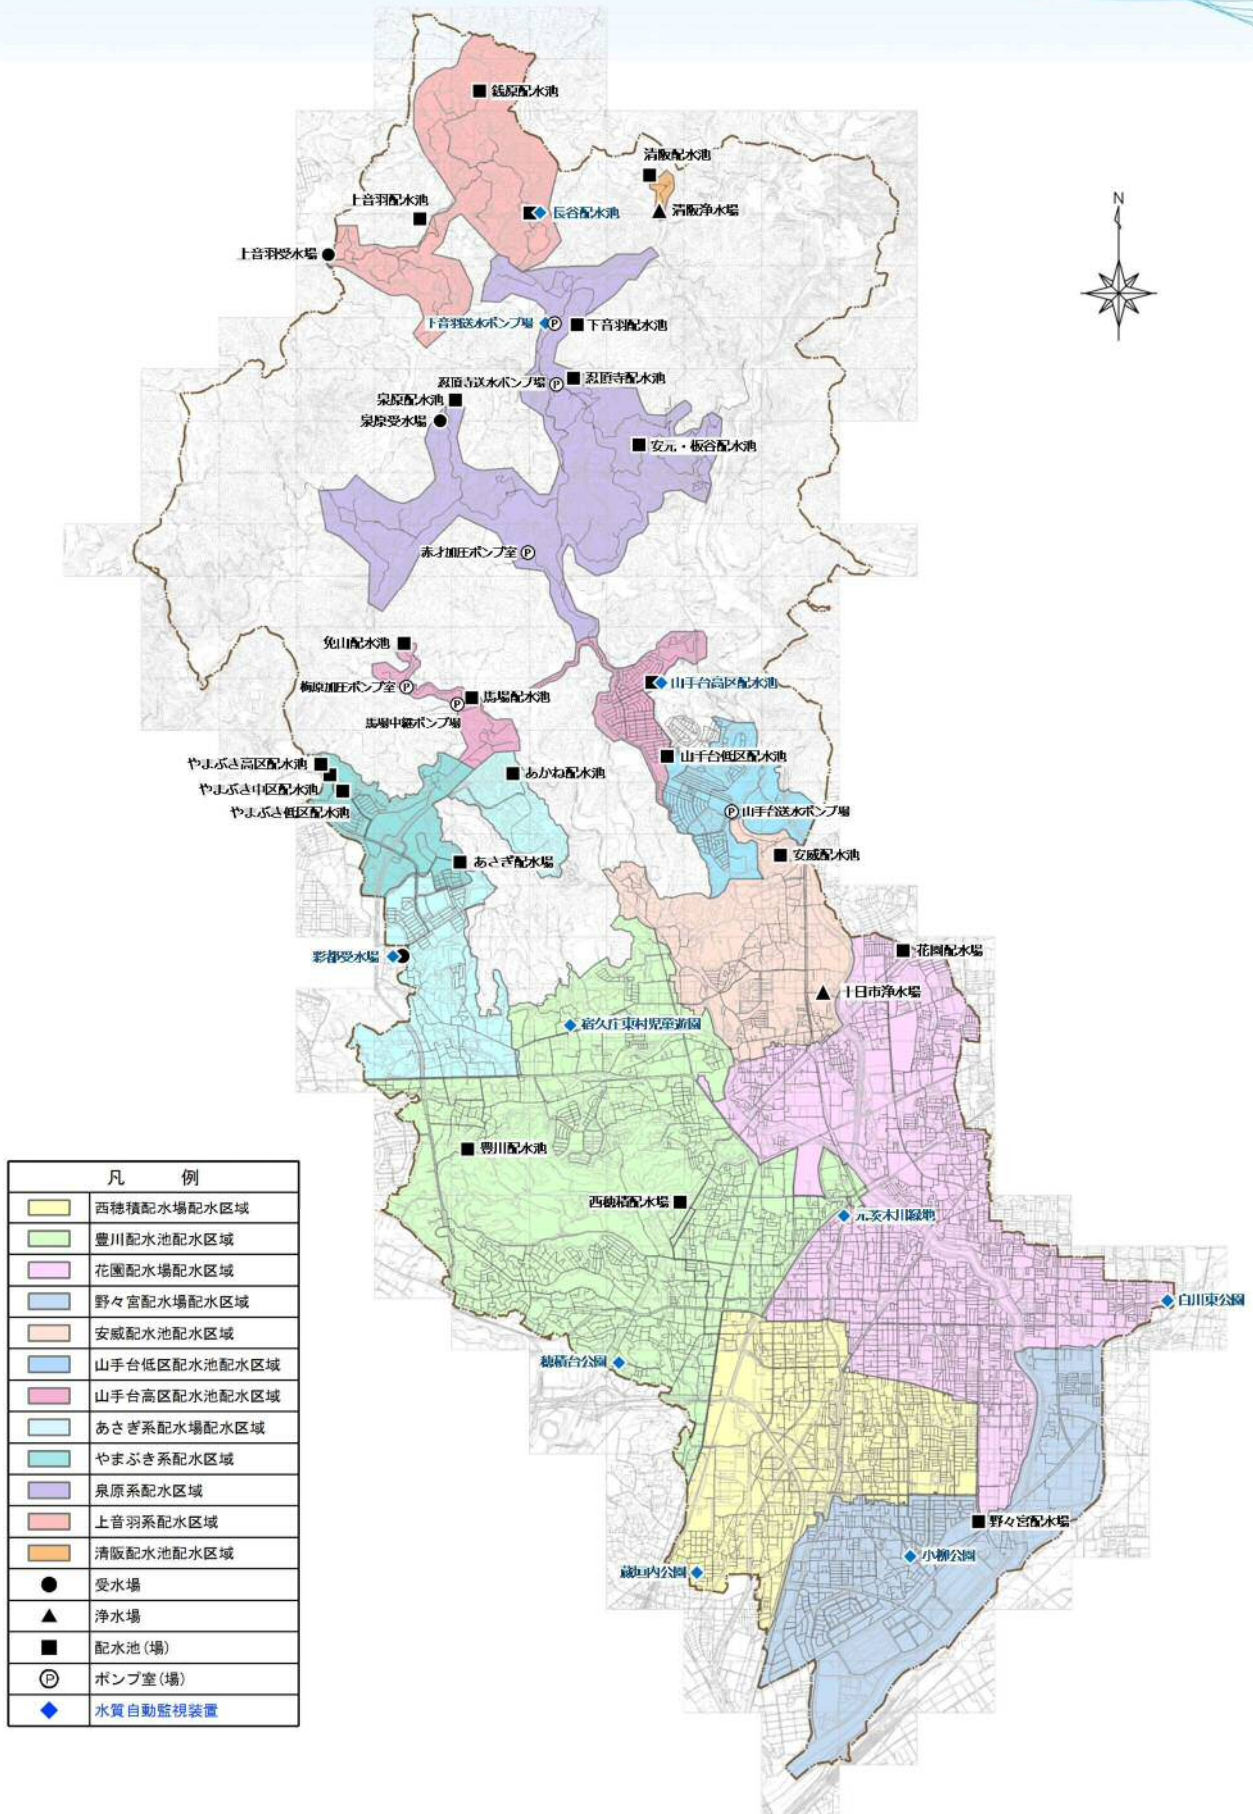 N
銭原配水池
清阪配水池
上音羽配水池
長谷配水池
清阪浄水場
上音羽受水場
下音羽送水ポンプ場
P
下音羽配水池
忍頂寺送水ポンプ場
P
忍頂寺配水池
泉原配水池
泉原受水場
安元・板谷配水池
赤才加圧ポンプ室
P
免山配水池
梅原加圧ポンプ室
P
馬場配水池
山手台高区配水池
P
馬場中継ポンプ場
やまぶき高区配水池
あかね配水池
山手台低区配水池
やまぶき中区配水池
やまぶき低区配水池
P
山手台送水ポンプ場
あさぎ配水場
安威配水池
彩都受水場
花園配水場
十日市浄水場
宿久庄東村児童遊園
豊川配水池
西穂積配水場
元茨木川緑地
白川東公園
穂積台公園
野々宮配水場
小柳公園
蔵垣内公園
凡 例
西穂積配水場配水区域
豊川配水池配水区域
花園配水場配水区域
野々宮配水場配水区域
安威配水池配水区域
山手台低区配水池配水区域
山手台高区配水池配水区域
あさぎ系配水場配水区域
やまぶき系配水区域
泉原系配水区域
上音羽系配水区域
清阪配水池配水区域
受水場
浄水場
配水池(場)
P ポンプ室(場)
水質自動監視装置